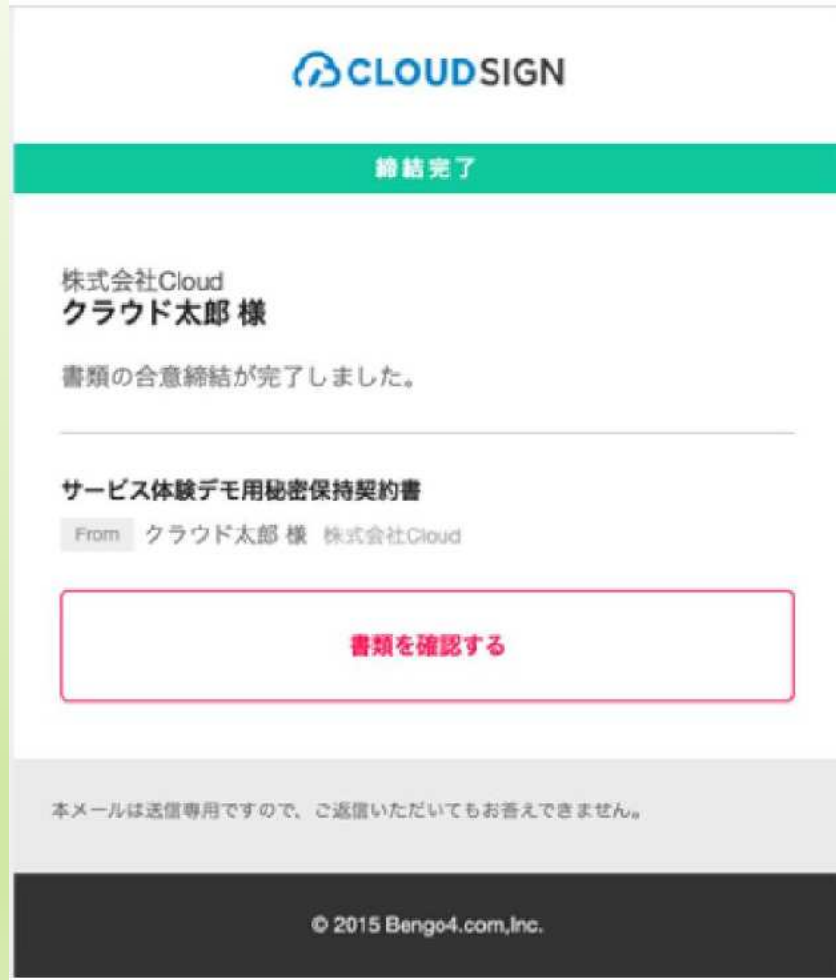 CLOUDSIGN
締結完了
株式会社Cloud
クラウド太郎 様
書類の合意締結が完了しました。
サービス体験デモ用秘密保持契約書
From クラウド太郎 様 株式会社Cloud
書類を確認する
本メールは送信専用ですので、ご返信いただいてもお答えできません。
© 2015 Bengo4.com,Inc.